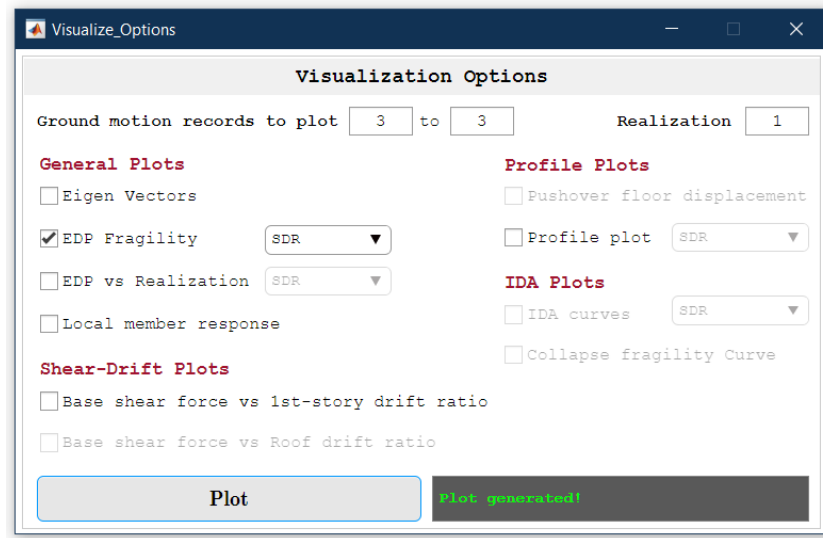 Visualize_Options
Visualization Options
Ground motion records to plot 3 to 3 Realization 1
General Plots
Eigen Vectors
EDP Fragility SDR
EDP vs Realization SDR
Local member response
Shear-Drift Plots
Base shear force vs 1st-story drift ratio
Base shear force vs Roof drift ratio
Profile Plots
Pushover floor displacement
Profile plot SDR
IDA Plots
IDA curves SDR
Collapse fragility Curve
Plot
Plot generated!